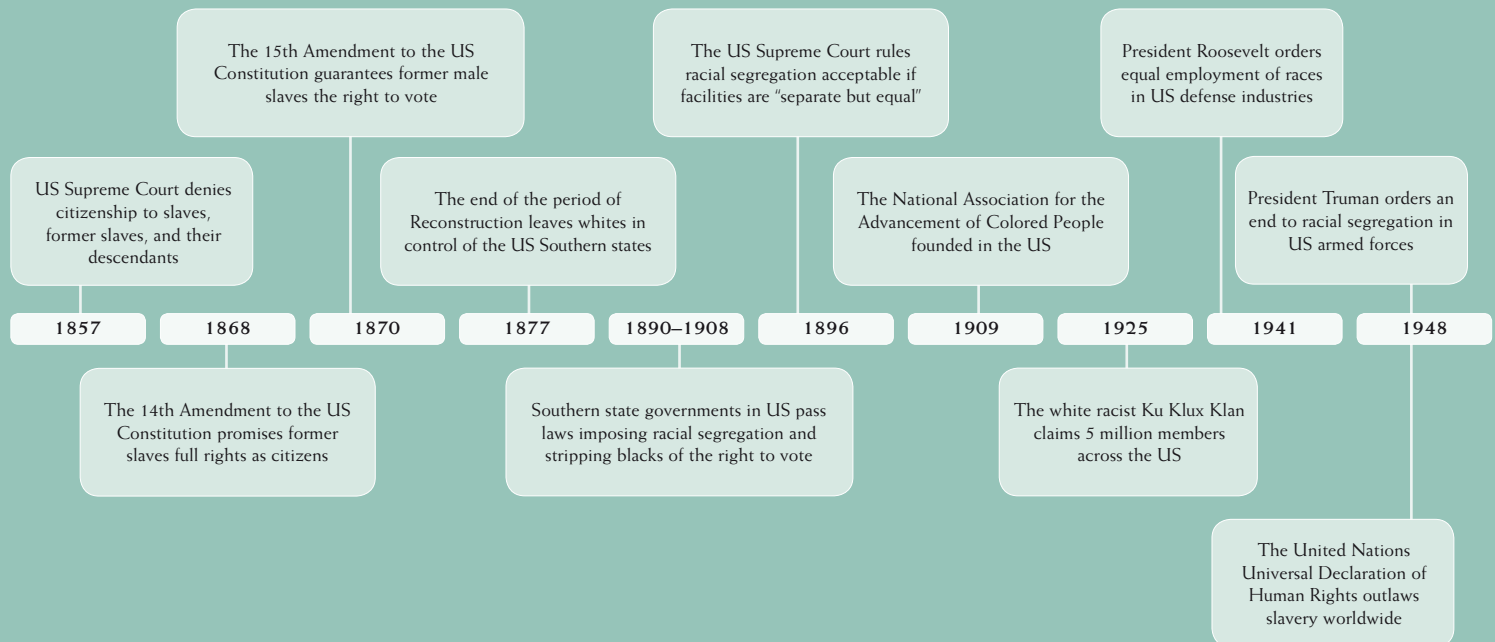 The 15th Amendment to the US
Constitution guarantees former male
slaves the right to vote
The US Supreme Court rules
racial segregation acceptable if
facilities are “separate but equal”
President Roosevelt orders
equal employment of races
in US defense industries
US Supreme Court denies
citizenship to slaves,
former slaves, and their
descendants
The end of the period of
Reconstruction leaves whites in
control of the US Southern states
The National Association for the
Advancement of Colored People
founded in the US
President Truman orders an
end to racial segregation in
US armed forces
1857
1868
1870
1877
1890–1908
1896
1909
1925
1941
1948
The 14th Amendment to the US
Constitution promises former
slaves full rights as citizens
Southern state governments in US pass
laws imposing racial segregation and
stripping blacks of the right to vote
The white racist Ku Klux Klan
claims 5 million members
across the US
The United Nations
Universal Declaration of
Human Rights outlaws
slavery worldwide